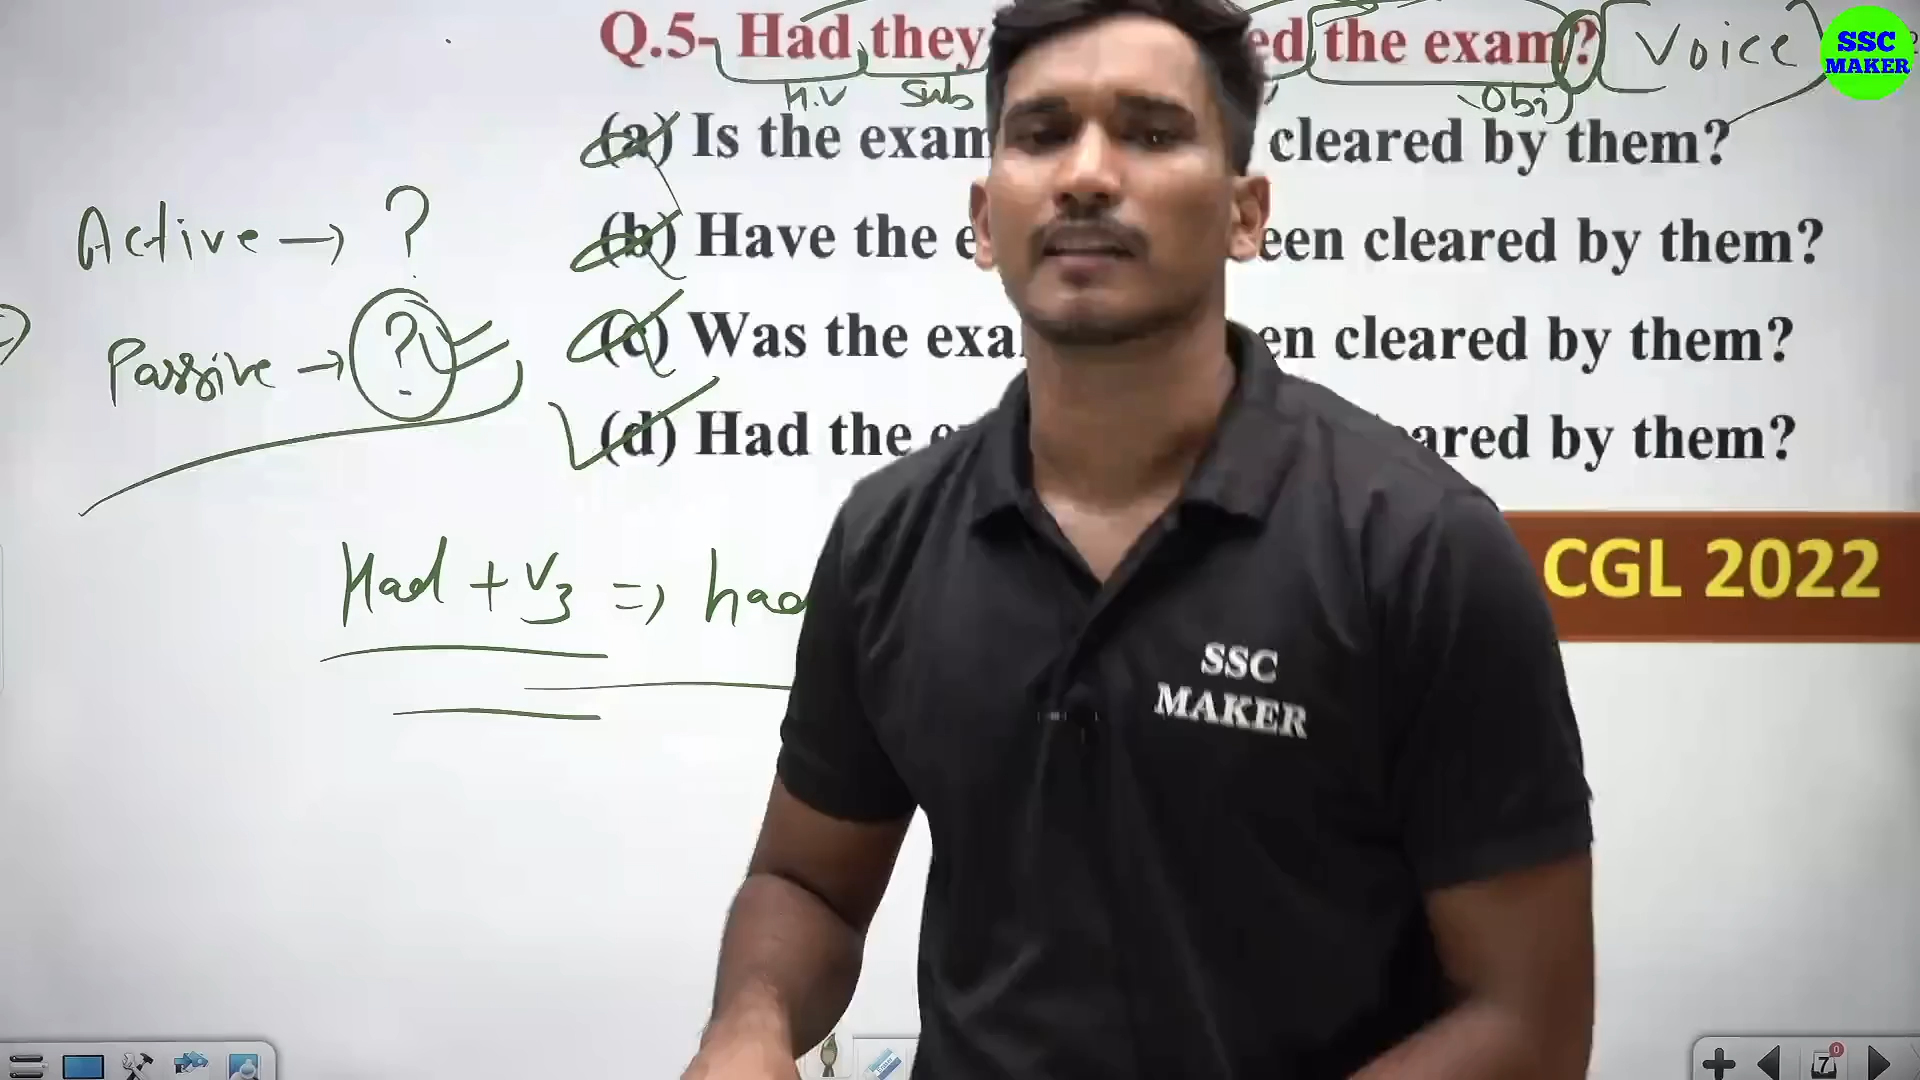 Q.5- Had they ed the exam? Voice
SSC
MAKER
H.V Sub Obj
(a) Is the exam cleared by them?
(b) Have the e een cleared by them?
(c) Was the exa en cleared by them?
(d) Had the e ared by them?
Active → ?
Passive → ?
Had + V3 ⇒ had
CGL 2022
SSC
MAKER
7
0